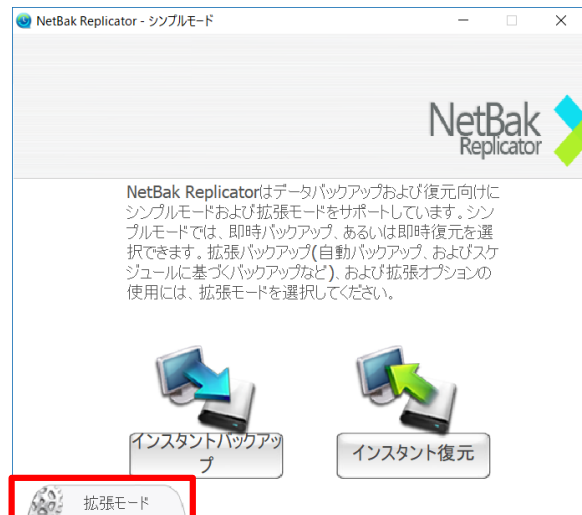 NetBak Replicator - シンプルモード
NetBak
Replicator
NetBak Replicatorはデータバックアップおよび復元向けに
シンプルモードおよび拡張モードをサポートしています。シン
プルモードでは、即時バックアップ、あるいは即時復元を選
択できます。拡張バックアップ(自動バックアップ、およびスケ
ジュールに基づくバックアップなど)、および拡張オプションの
使用には、拡張モードを選択してください。
インスタントバックアッ
プ
インスタント復元
拡張モード